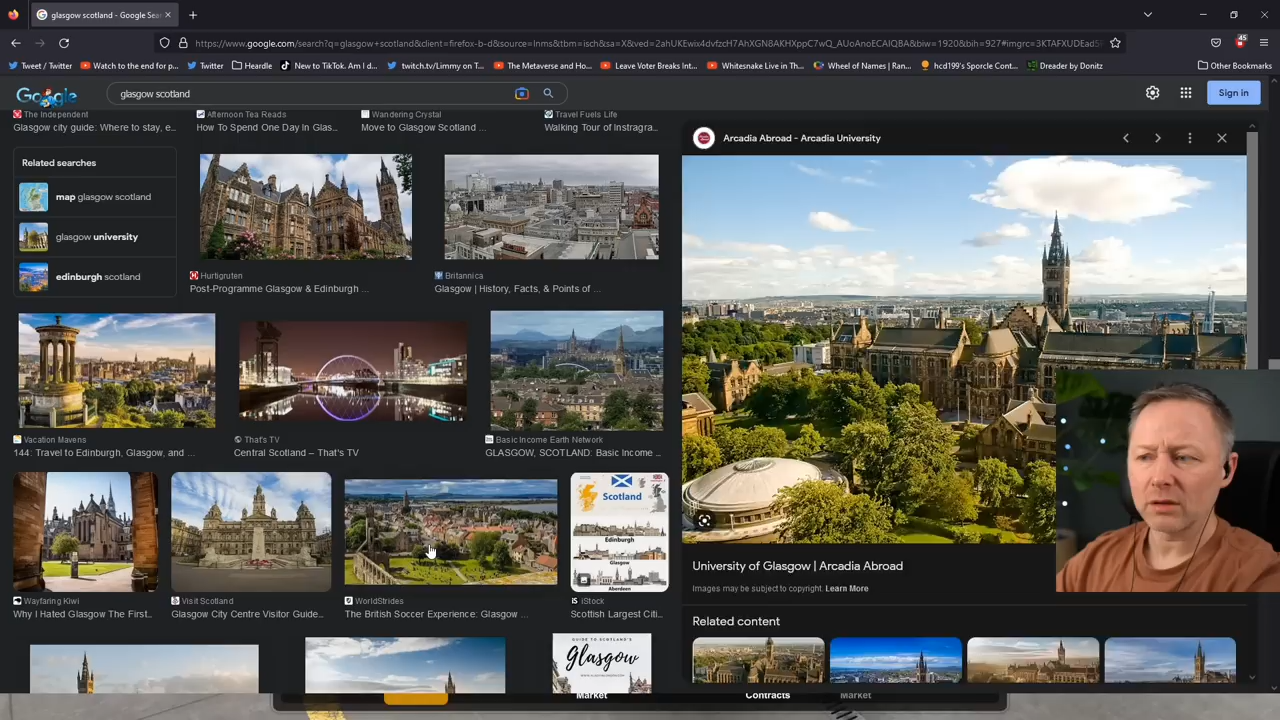 glasgow scotland - Google Sear
https://www.google.com/search?q=glasgow+scotland&client=firefox-b-d&source=lnms&tbm=isch&sa=X&ved=2ahUKEwix4dvfzcH7AhXGN8AKHXppC7wQ_AUoAnoECAIQBA&biw=1920&bih=927#imgrc=3KTAFXUDEad5
45
Tweet / Twitter
Watch to the end for p...
Twitter
Heardle
New to TikTok. Am I d...
twitch.tv/Limmy on T...
The Metaverse and Ho...
Leave Voter Breaks Int...
Whitesnake Live in Th...
Wheel of Names | Ran...
hcd199's Sporcle Cont...
Dreader by Donitz
Other Bookmarks
Google
glasgow scotland
Sign in
The Independent
Glasgow city guide: Where to stay, e...
Afternoon Tea Reads
How To Spend One Day In Glas...
Wandering Crystal
Move to Glasgow Scotland ...
Travel Fuels Life
Walking Tour of Instragra...
Related searches
map glasgow scotland
glasgow university
edinburgh scotland
Hurtigruten
Post-Programme Glasgow & Edinburgh ...
Britannica
Glasgow | History, Facts, & Points of ...
Vacation Mavens
144: Travel to Edinburgh, Glasgow, and ...
That's TV
Central Scotland – That's TV
Basic Income Earth Network
GLASGOW, SCOTLAND: Basic Income ...
Scotland
Edinburgh
Glasgow
Aberdeen
Wayfaring Kiwi
Why I Hated Glasgow The First...
Visit Scotland
Glasgow City Centre Visitor Guide...
WorldStrides
The British Soccer Experience: Glasgow ...
iStock
Scottish Largest Citi...
GUIDE TO SCOTLAND'S
Glasgow
Arcadia Abroad - Arcadia University
University of Glasgow | Arcadia Abroad
Images may be subject to copyright. Learn More
Related content
Market
Contracts
Market